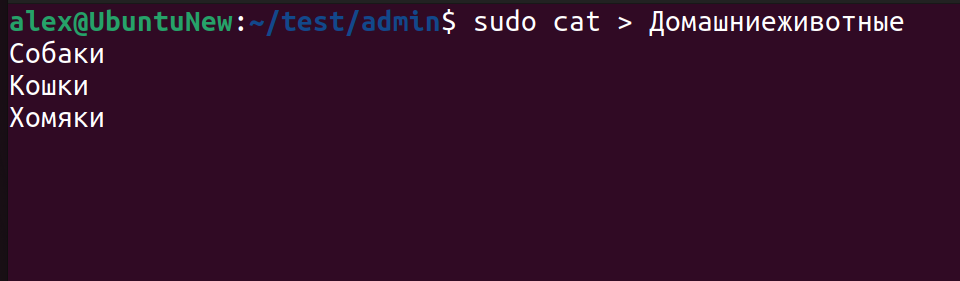 alex@UbuntuNew:~/test/admin$ sudo cat > Домашниеживотные
Собаки
Кошки
Хомяки